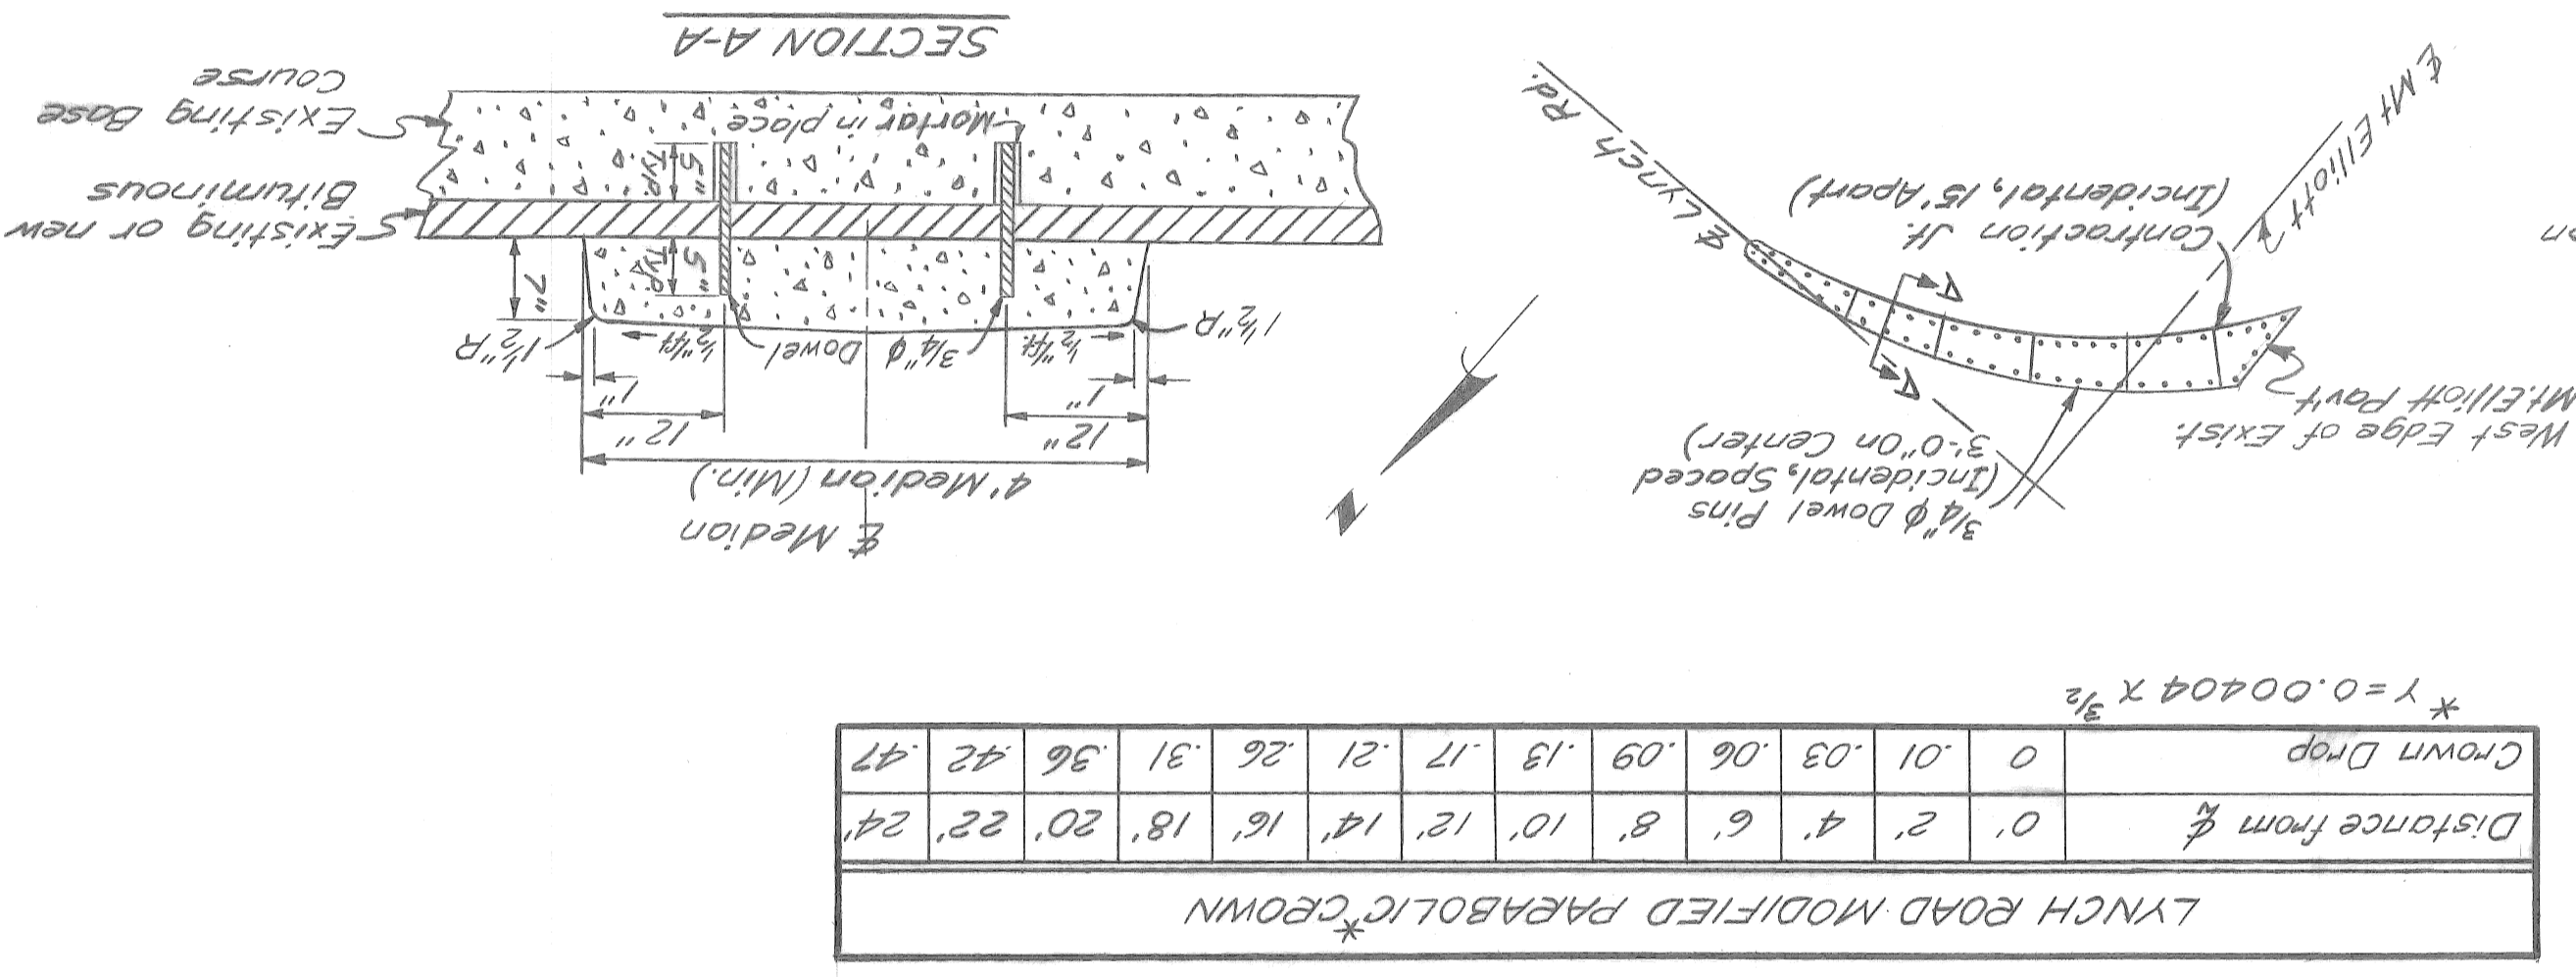 LYNCH ROAD MODIFIED PARABOLIC* CROWN
Distance from ℄ 0' 2' 4' 6' 8' 10' 12' 14' 16' 18' 20' 22' 24'
Crown Drop 0 .01 .03 .06 .09 .13 .17 .21 .26 .31 .36 .42 .47
* Y = 0.00404 X 3/2
3/4" φ Dowel Pins
(Incidental, Spaced
3'-0" On Center)
West Edge of Exist.
Mt. Elliott Pav't
A
A
Contraction Jt.
(Incidental, 15' Apart)
℄ Mt Elliott
℄ Lynch Rd.
on
N
℄ Median
4' Median (Min.)
12"
12"
1"
1"
1 1/2" R
1/2"/ft.
3/4" φ Dowel
1/2"/ft
1 1/2" R
7"
5"
Typ.
Existing or new
Bituminous
5"
Typ.
Mortar in place
Existing Base
Course
SECTION A-A